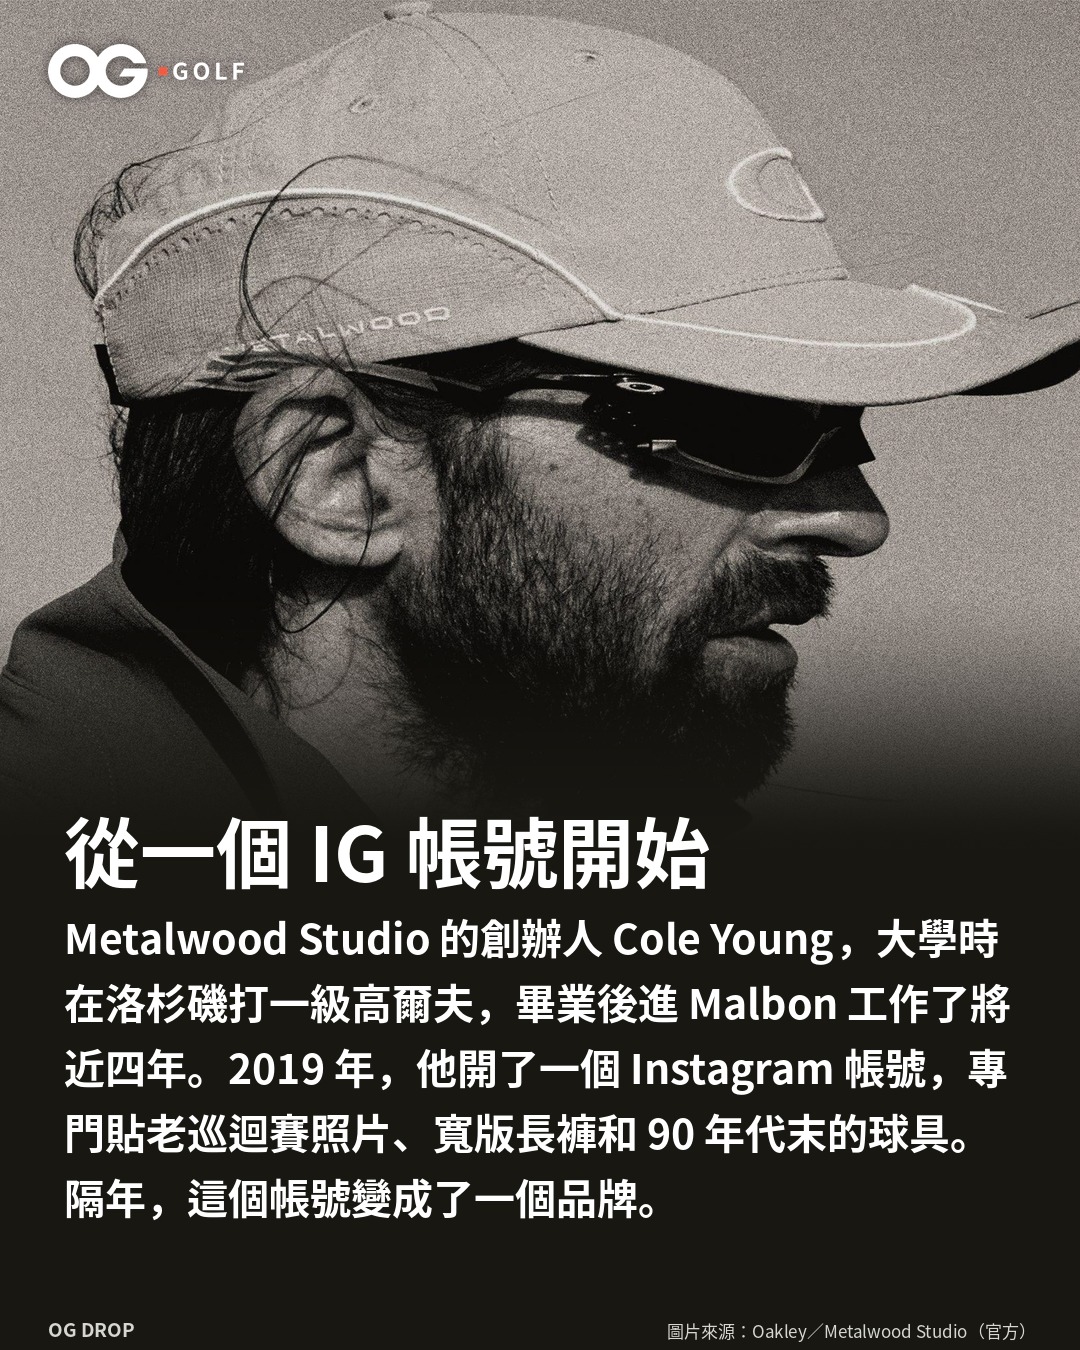 OG GOLF
METALWOOD
從一個 IG 帳號開始
Metalwood Studio 的創辦人 Cole Young，大學時
在洛杉磯打一級高爾夫，畢業後進 Malbon 工作了將
近四年。2019 年，他開了一個 Instagram 帳號，專
門貼老巡迴賽照片、寬版長褲和 90 年代末的球具。
隔年，這個帳號變成了一個品牌。
OG DROP
圖片來源：Oakley／Metalwood Studio（官方）